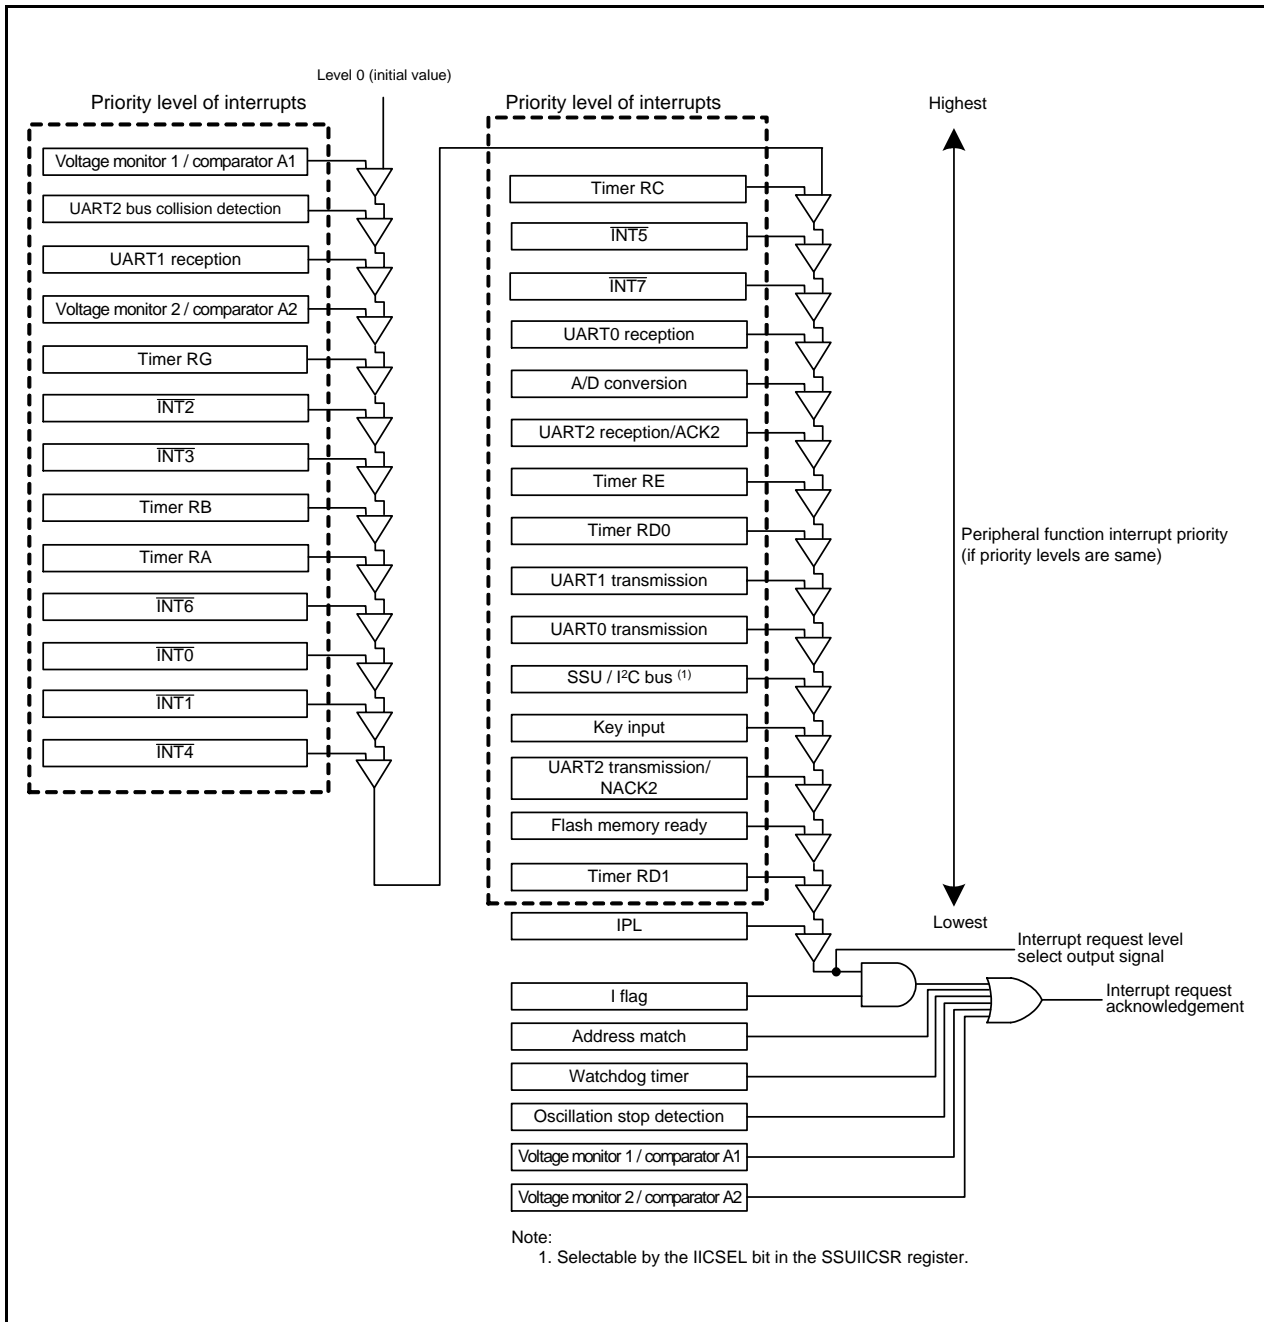 Level 0 (initial value)
Priority level of interrupts
Voltage monitor 1 / comparator A1
UART2 bus collision detection
UART1 reception
Voltage monitor 2 / comparator A2
Timer RG
INT2
INT3
Timer RB
Timer RA
INT6
INT0
INT1
INT4
Priority level of interrupts
Timer RC
INT5
INT7
UART0 reception
A/D conversion
UART2 reception/ACK2
Timer RE
Timer RD0
UART1 transmission
UART0 transmission
SSU / I²C bus (1)
Key input
UART2 transmission/
NACK2
Flash memory ready
Timer RD1
IPL
I flag
Address match
Watchdog timer
Oscillation stop detection
Voltage monitor 1 / comparator A1
Voltage monitor 2 / comparator A2
Highest
Peripheral function interrupt priority
(if priority levels are same)
Lowest
Interrupt request level
select output signal
Interrupt request
acknowledgement
Note:
1. Selectable by the IICSEL bit in the SSUIICSR register.